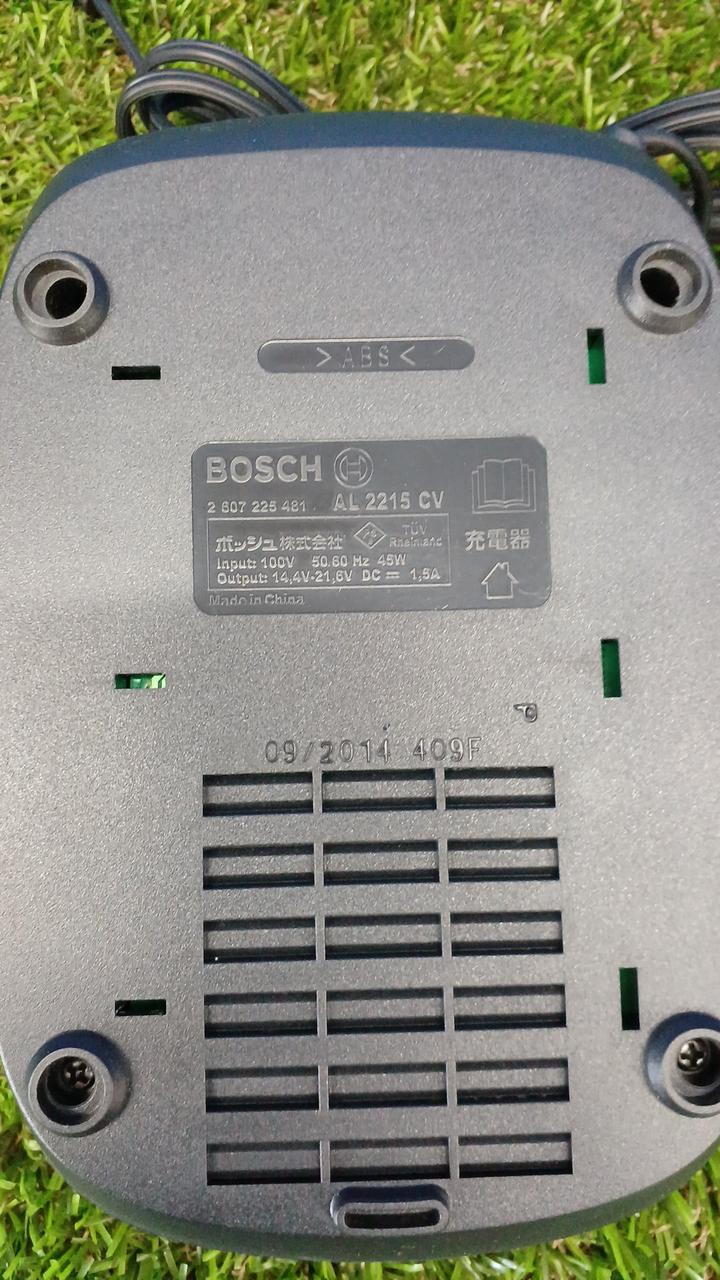 >ABS<
BOSCH
2 607 225 481 AL 2215 CV
ボッシュ株式会社 PS E TÜV Rheinland
充電器
Input: 100V 50.60 Hz 45W
Output: 14,4V-21,6V DC ⎓ 1,5A
Made in China
09/2014 409F